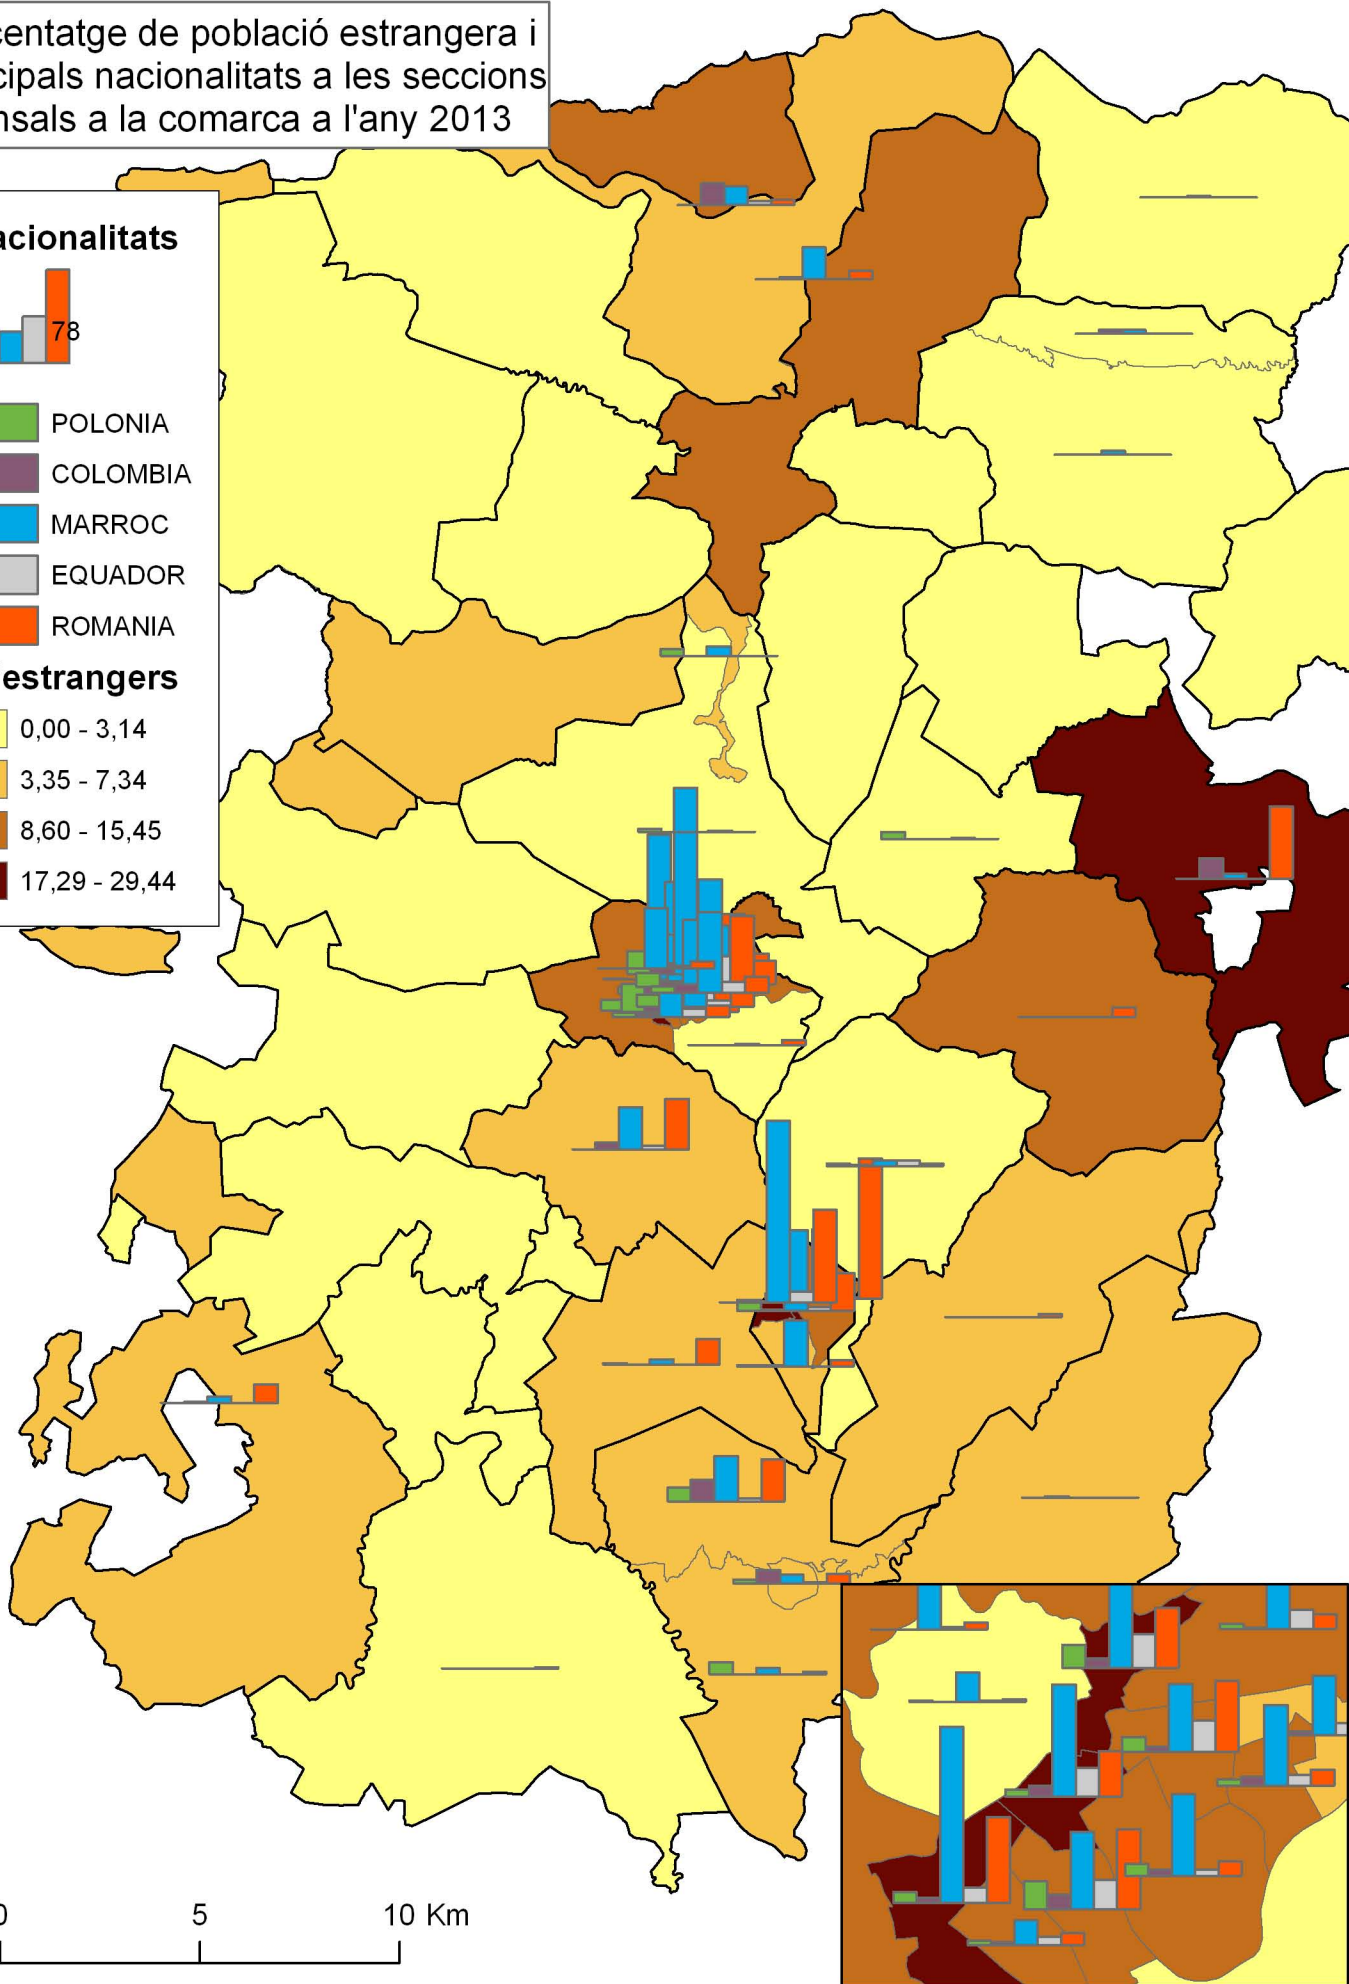 centatge de població estrangera i
cipals nacionalitats a les seccions
nsals a la comarca a l'any 2013
acionalitats
78
POLONIA
COLOMBIA
MARROC
EQUADOR
ROMANIA
estrangers
0,00 - 3,14
3,35 - 7,34
8,60 - 15,45
17,29 - 29,44
0 5 10 Km